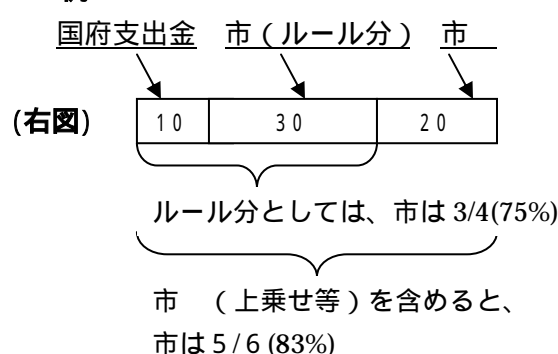 国府支出金 市(ルール分) 市
(右図) 10 30 20
ルール分としては、市は 3/4(75%)
市 (上乗せ等)を含めると、
市は 5/6 (83%)